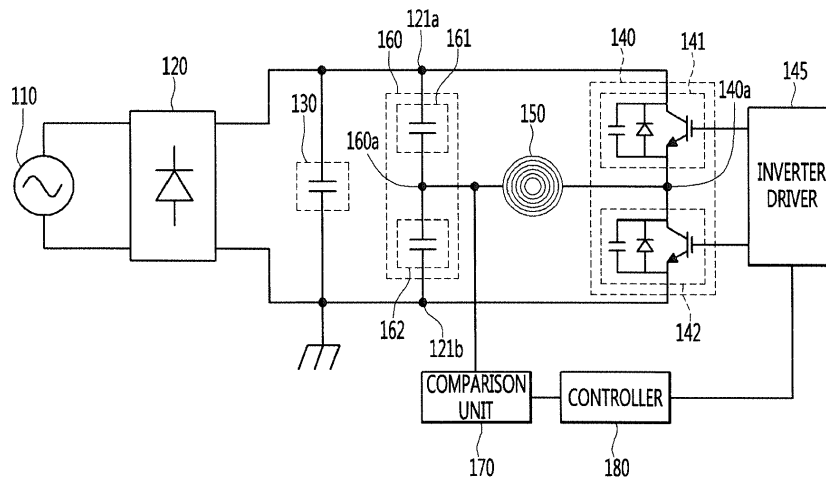 121a
160
161
140
141
120
145
110
140a
130
150
160a
INVERTER
DRIVER
162
121b
142
COMPARISON
UNIT
CONTROLLER
170
180